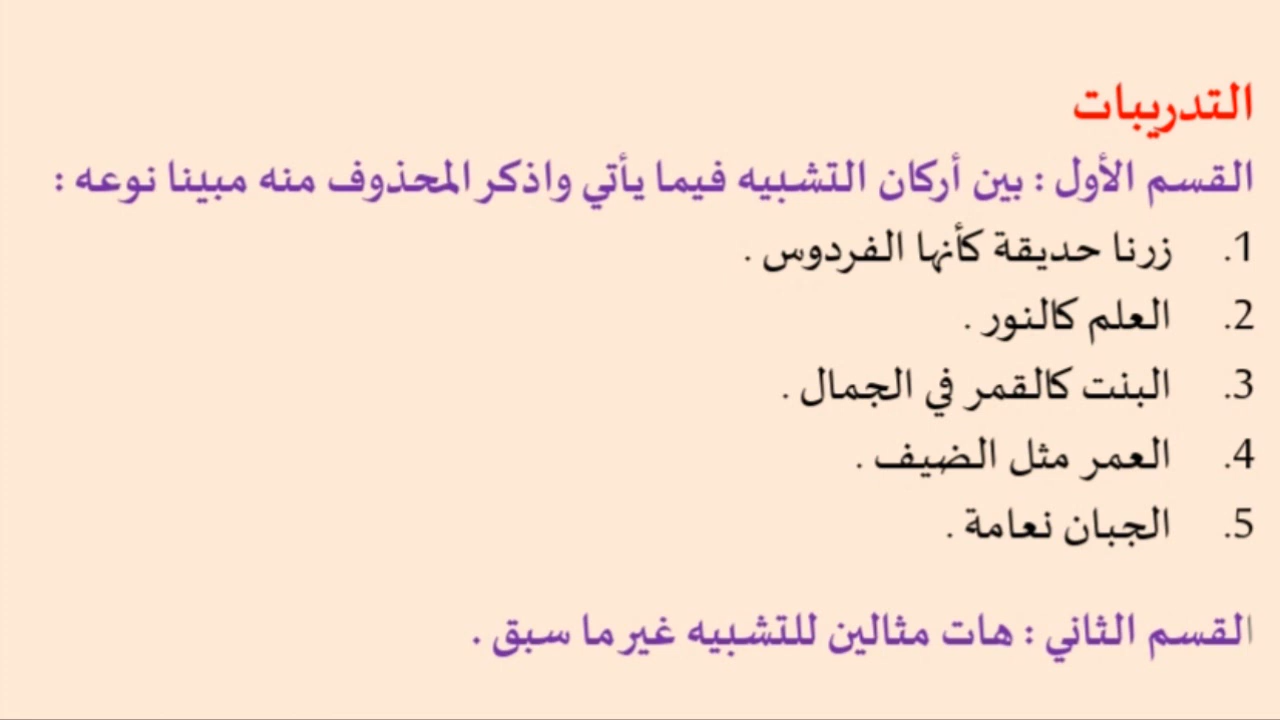 التدريبات
القسم الأول : بين أركان التشبيه فيما يأتي واذكر المحذوف منه مبينا نوعه :
1. زرنا حديقة كأنها الفردوس .
2. العلم كالنور .
3. البنت كالقمر في الجمال .
4. العمر مثل الضيف .
5. الجبان نعامة .
القسم الثاني : هات مثالين للتشبيه غير ما سبق .